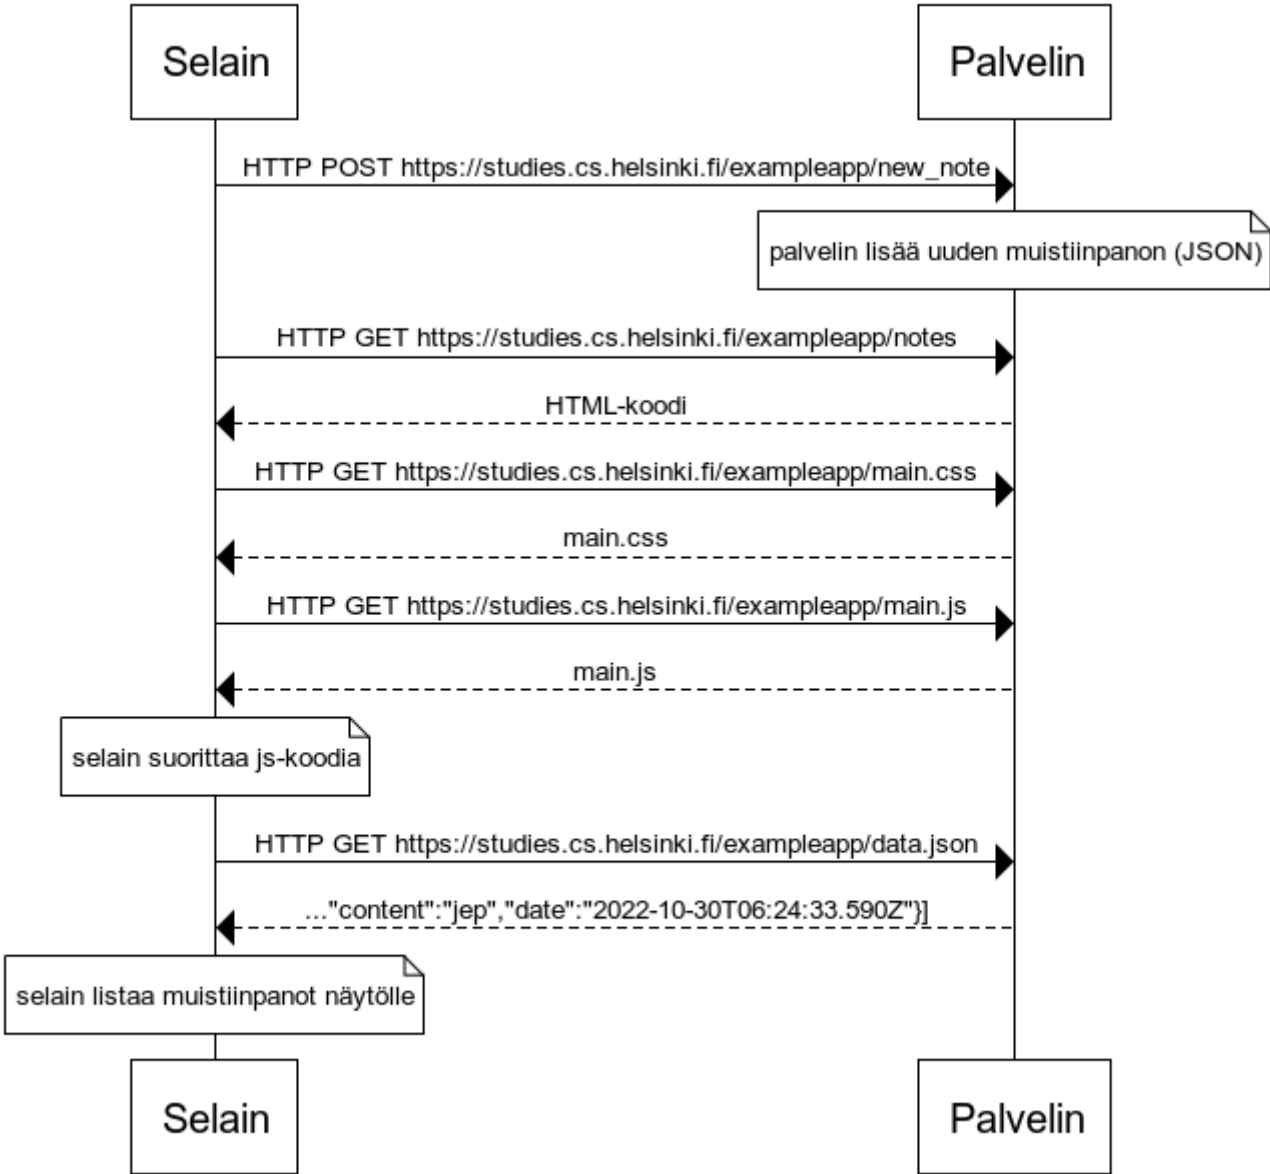 Selain
Palvelin
HTTP POST https://studies.cs.helsinki.fi/exampleapp/new_note
palvelin lisää uuden muistiinpanon (JSON)
HTTP GET https://studies.cs.helsinki.fi/exampleapp/notes
HTML-koodi
HTTP GET https://studies.cs.helsinki.fi/exampleapp/main.css
main.css
HTTP GET https://studies.cs.helsinki.fi/exampleapp/main.js
main.js
selain suorittaa js-koodia
HTTP GET https://studies.cs.helsinki.fi/exampleapp/data.json
..."content":"jep","date":"2022-10-30T06:24:33.590Z"}]
selain listaa muistiinpanot näytölle
Selain
Palvelin